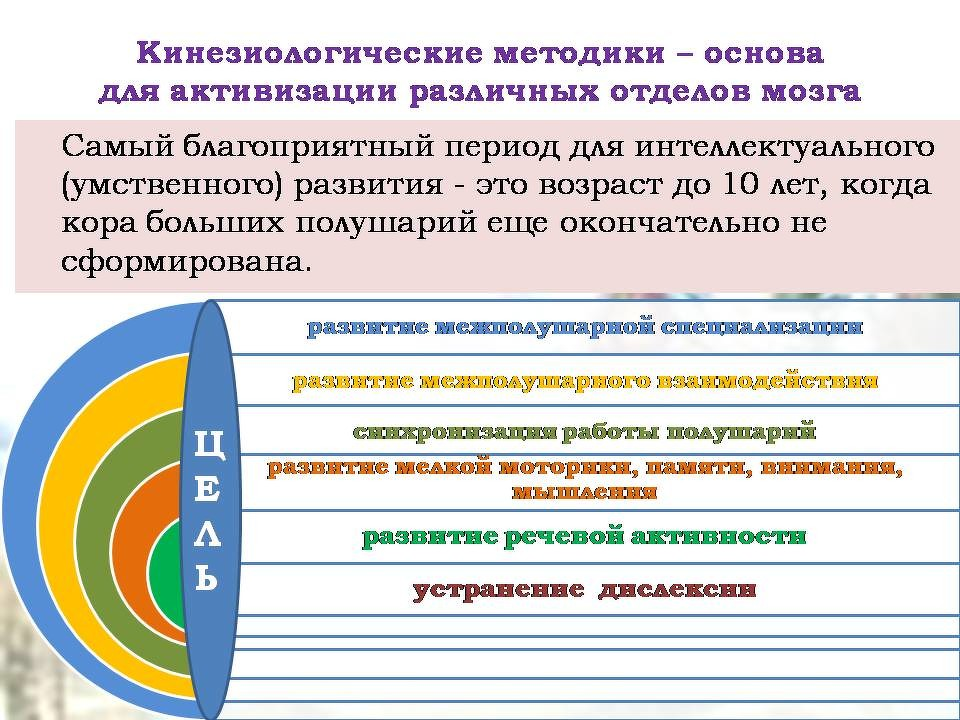 Кинезиологические методики – основа
для активизации различных отделов мозга
Самый благоприятный период для интеллектуального
(умственного) развития - это возраст до 10 лет, когда
кора больших полушарий еще окончательно не
сформирована.
ЦЕЛЬ
развитие межполушарной специализации
развитие межполушарного взаимодействия
синхронизация работы полушарий
развитие мелкой моторики, памяти, внимания,
мышления
развитие речевой активности
устранение дислексии